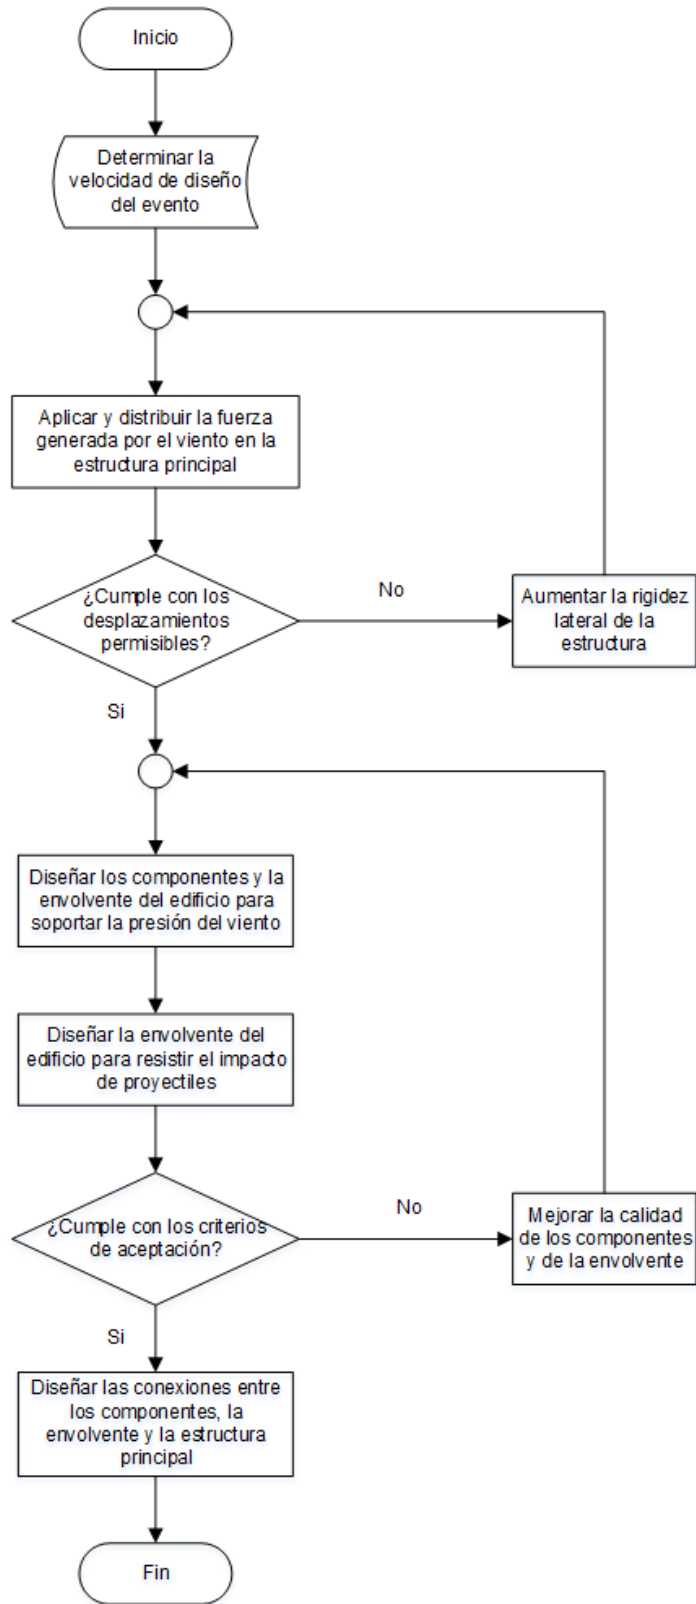 Inicio
Determinar la
velocidad de diseño
del evento
Aplicar y distribuir la fuerza
generada por el viento en la
estructura principal
¿Cumple con los
desplazamientos
permisibles?
No
Aumentar la rigidez
lateral de la
estructura
Si
Diseñar los componentes y la
envolvente del edificio para
soportar la presión del viento
Diseñar la envolvente del
edificio para resistir el impacto
de proyectiles
¿Cumple con los criterios
de aceptación?
No
Mejorar la calidad
de los componentes
y de la envolvente
Si
Diseñar las conexiones entre
los componentes, la
envolvente y la estructura
principal
Fin